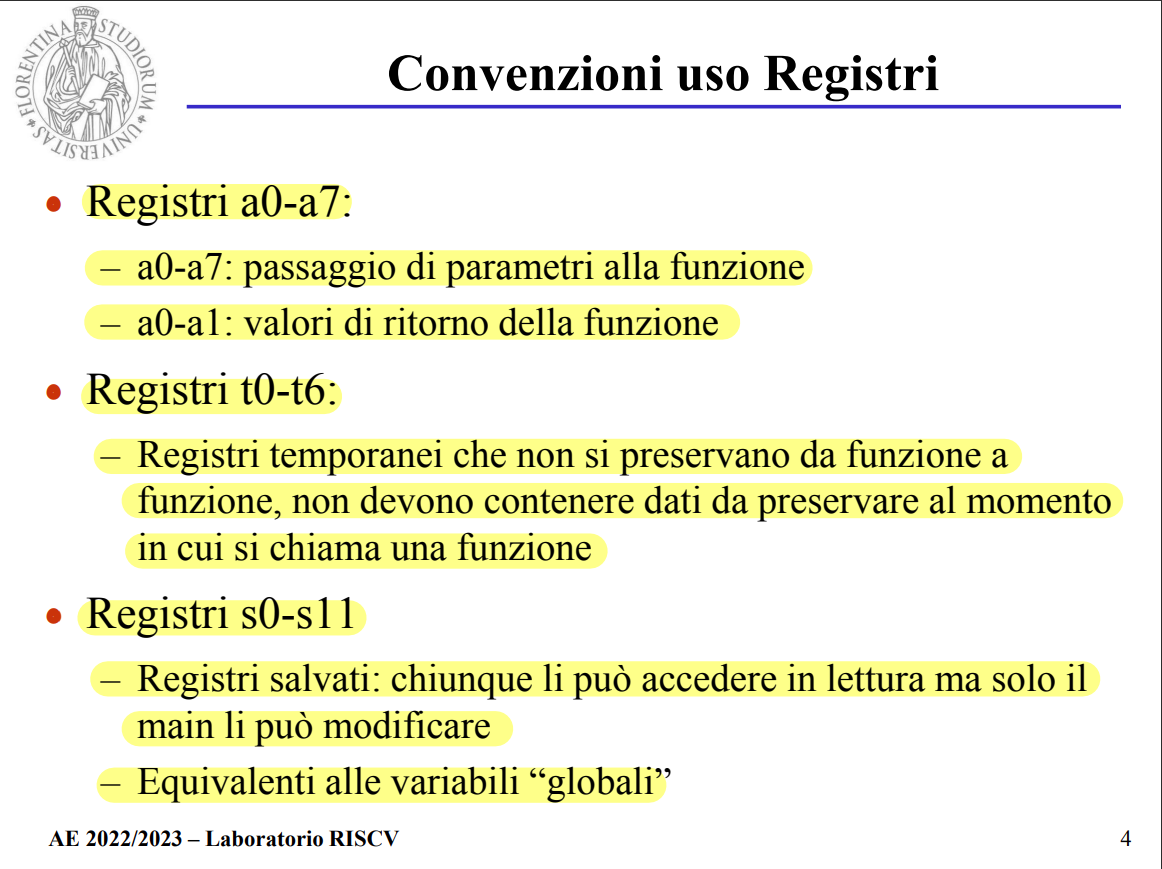 FLORENTINA STUDIORUM UNIVERSITAS
Convenzioni uso Registri
• Registri a0-a7:
– a0-a7: passaggio di parametri alla funzione
– a0-a1: valori di ritorno della funzione
• Registri t0-t6:
– Registri temporanei che non si preservano da funzione a
funzione, non devono contenere dati da preservare al momento
in cui si chiama una funzione
• Registri s0-s11
– Registri salvati: chiunque li può accedere in lettura ma solo il
main li può modificare
– Equivalenti alle variabili “globali”
AE 2022/2023 – Laboratorio RISCV 4